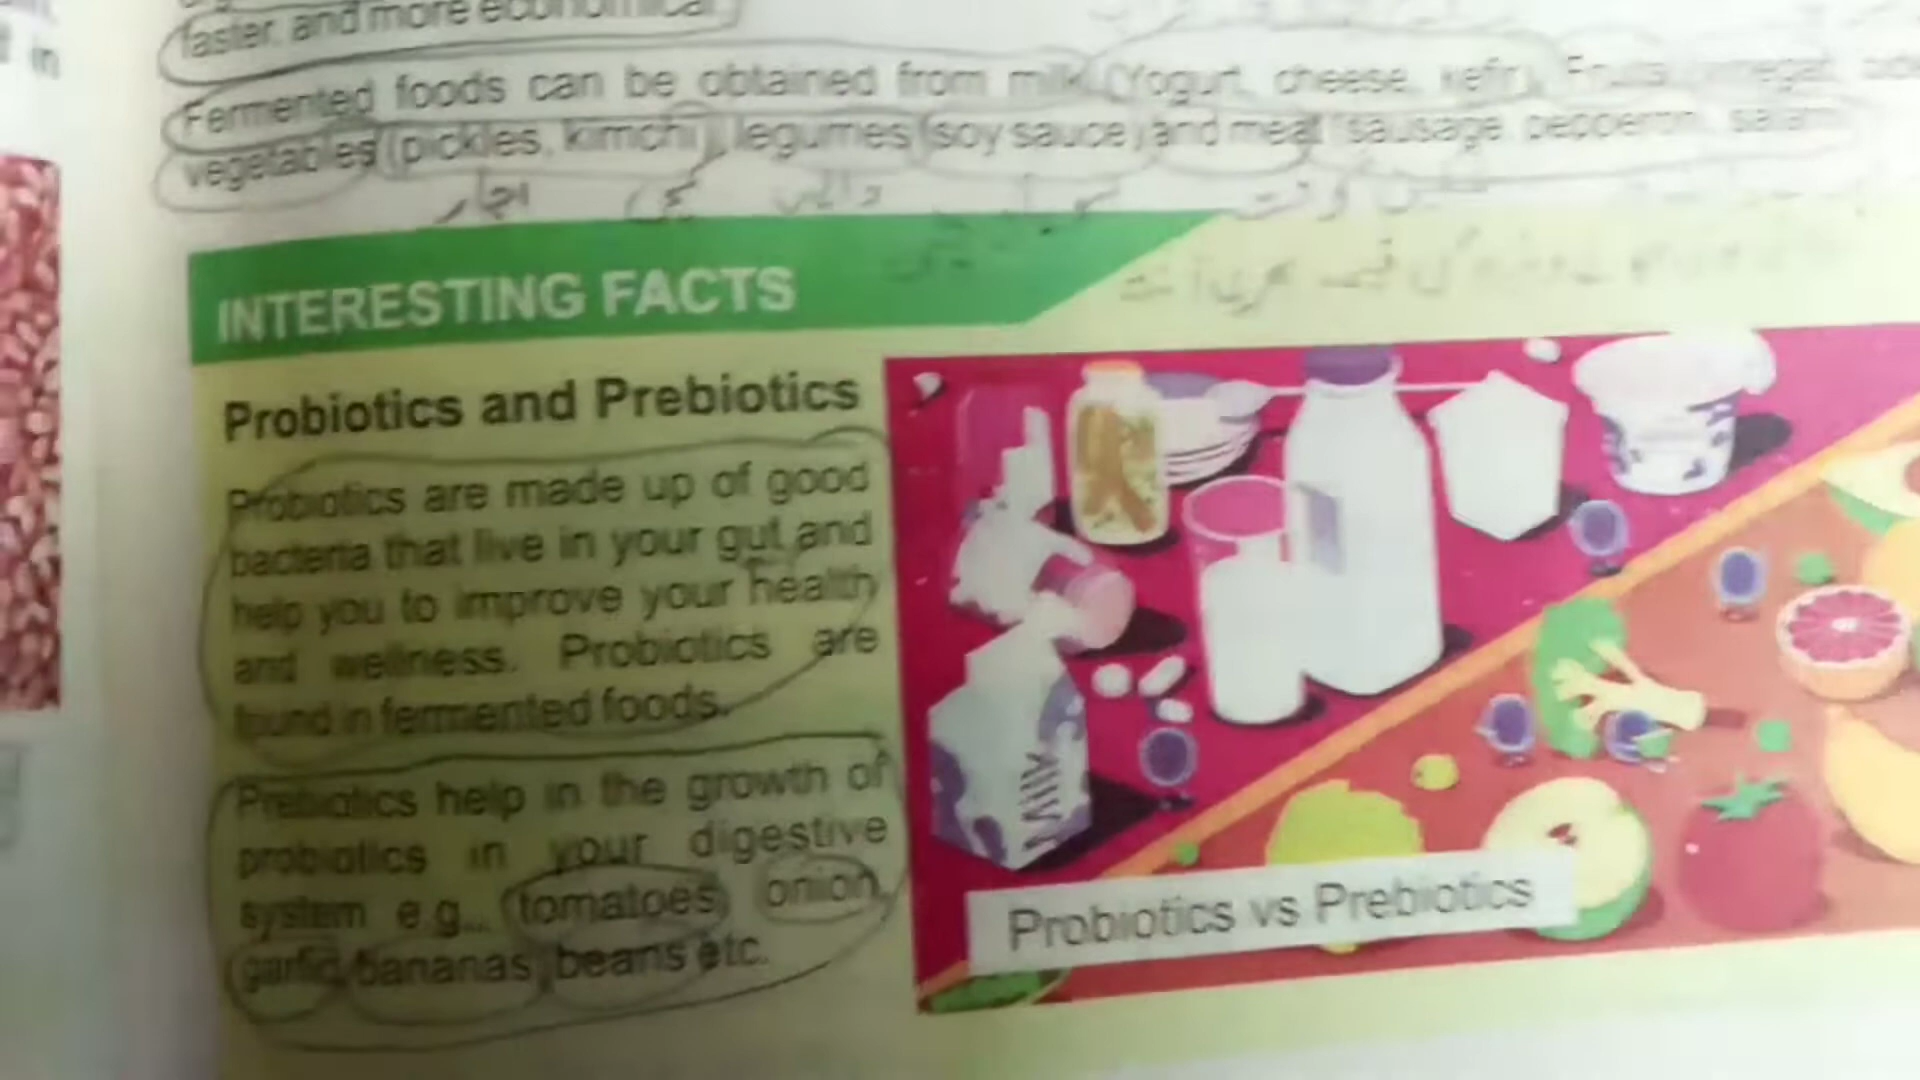 faster, and more economical.
Fermented foods can be obtained from milk (Yogurt, cheese, kefir), Fruits (vinegar,
vegetables (pickles, kimchi), legumes (soy sauce) and meat (sausage, pepperoni, salami)
اچار دالیں
INTERESTING FACTS
Probiotics and Prebiotics
Probiotics are made up of good
bacteria that live in your gut and
help you to improve your health
and wellness. Probiotics are
found in fermented foods.
Prebiotics help in the growth of
probiotics in your digestive
system e.g... tomatoes, onion,
garlic, bananas, beans etc.
MILK
Probiotics vs Prebiotics